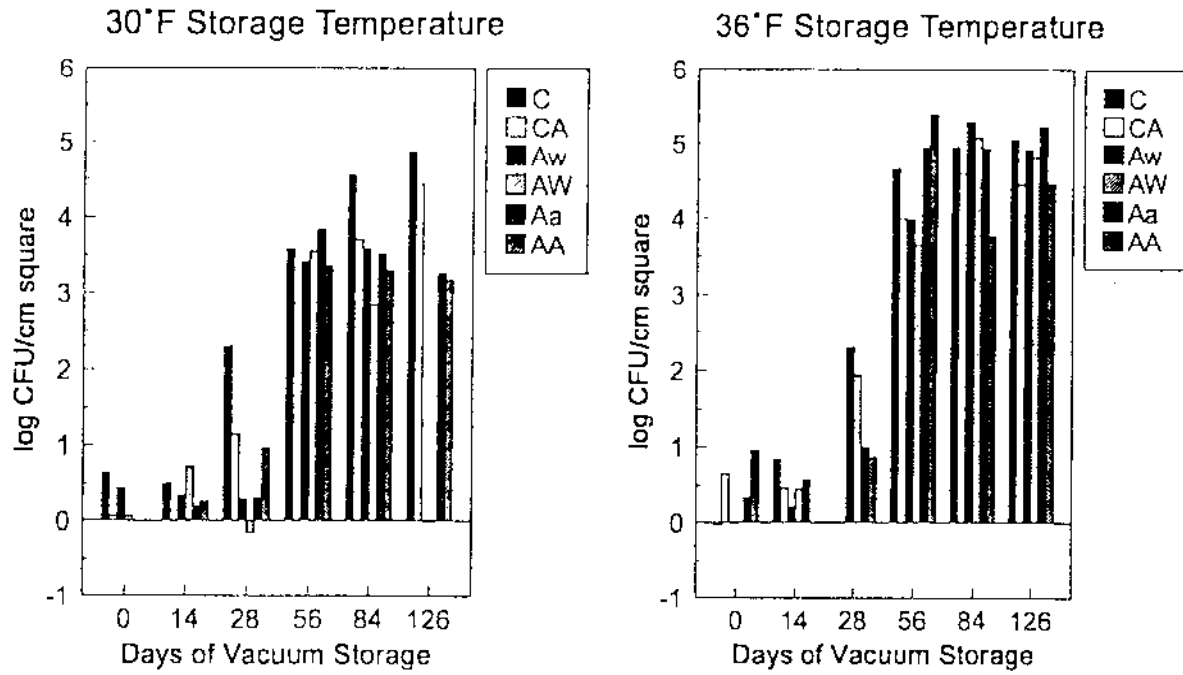 30°F Storage Temperature
6
5
4
3
2
1
0
-1
log CFU/cm square
0 14 28 56 84 126
Days of Vacuum Storage
C
CA
Aw
AW
Aa
AA
36°F Storage Temperature
6
5
4
3
2
1
0
-1
log CFU/cm square
0 14 28 56 84 126
Days of Vacuum Storage
C
CA
Aw
AW
Aa
AA